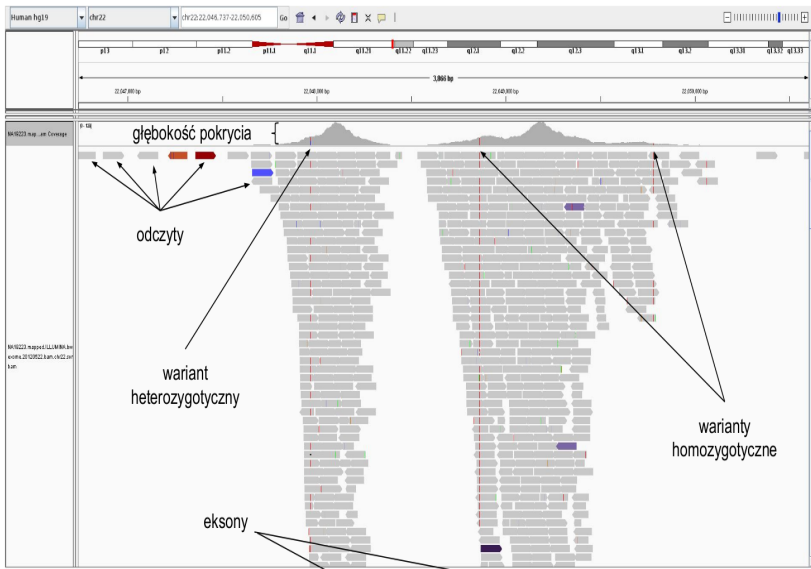 Human hg19 chr22 chr22:22,046,737-22,050,605 Go
p13 p12 p11.2 p11.1 q11.1 q11.21 q11.22 q11.23 q12.1 q12.2 q12.3 q13.1 q13.2 q13.31 q13.32 q13.33
3,866 bp
22,047,000 bp 22,048,000 bp 22,049,000 bp 22,050,000 bp
głębokość pokrycia
odczyty
wariant
heterozygotyczny
warianty
homozygotyczne
eksony